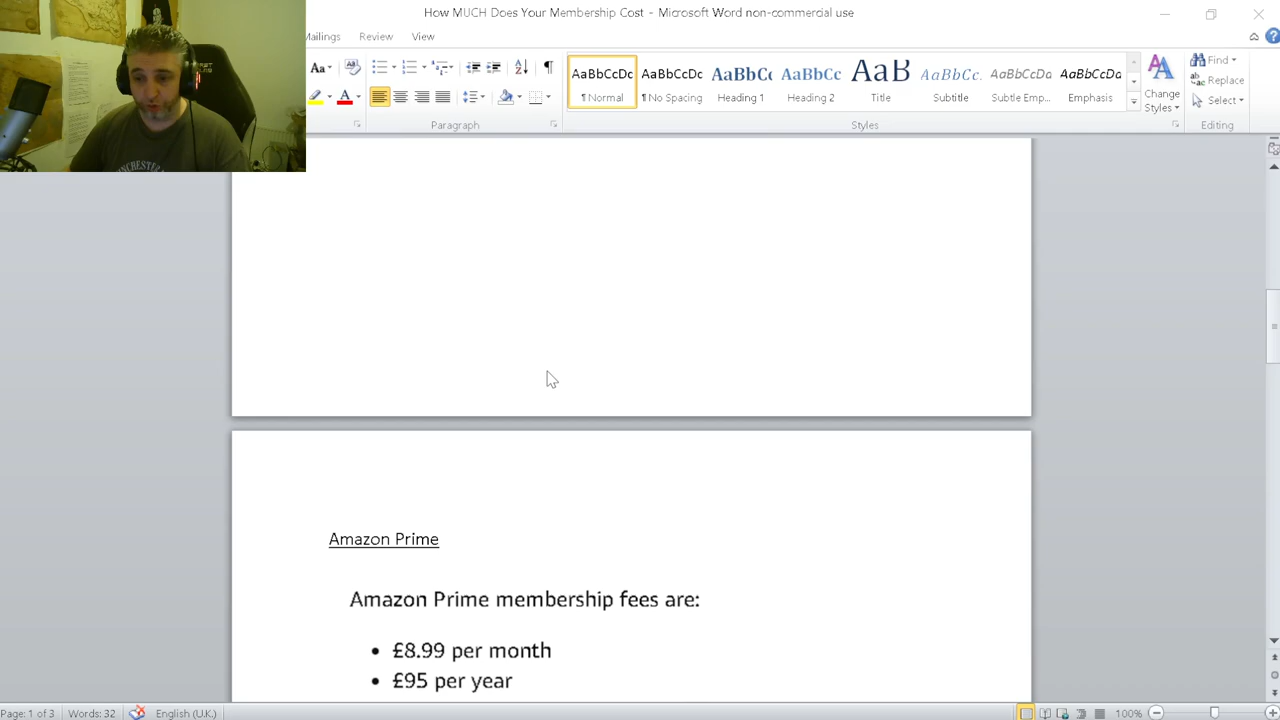 How MUCH Does Your Membership Cost - Microsoft Word non-commercial use
Mailings Review View
Aa
AaBbCcDc AaBbCcDc AaBbCc AaBbCc AaB AaBbCc. AaBbCcDc AaBbCcDc
¶ Normal ¶ No Spacing Heading 1 Heading 2 Title Subtitle Subtle Emp... Emphasis
Change
Styles
Find
Replace
Select
Paragraph Styles Editing
Amazon Prime
Amazon Prime membership fees are:
• £8.99 per month
• £95 per year
Page: 1 of 3 Words: 32 English (U.K.) 100%